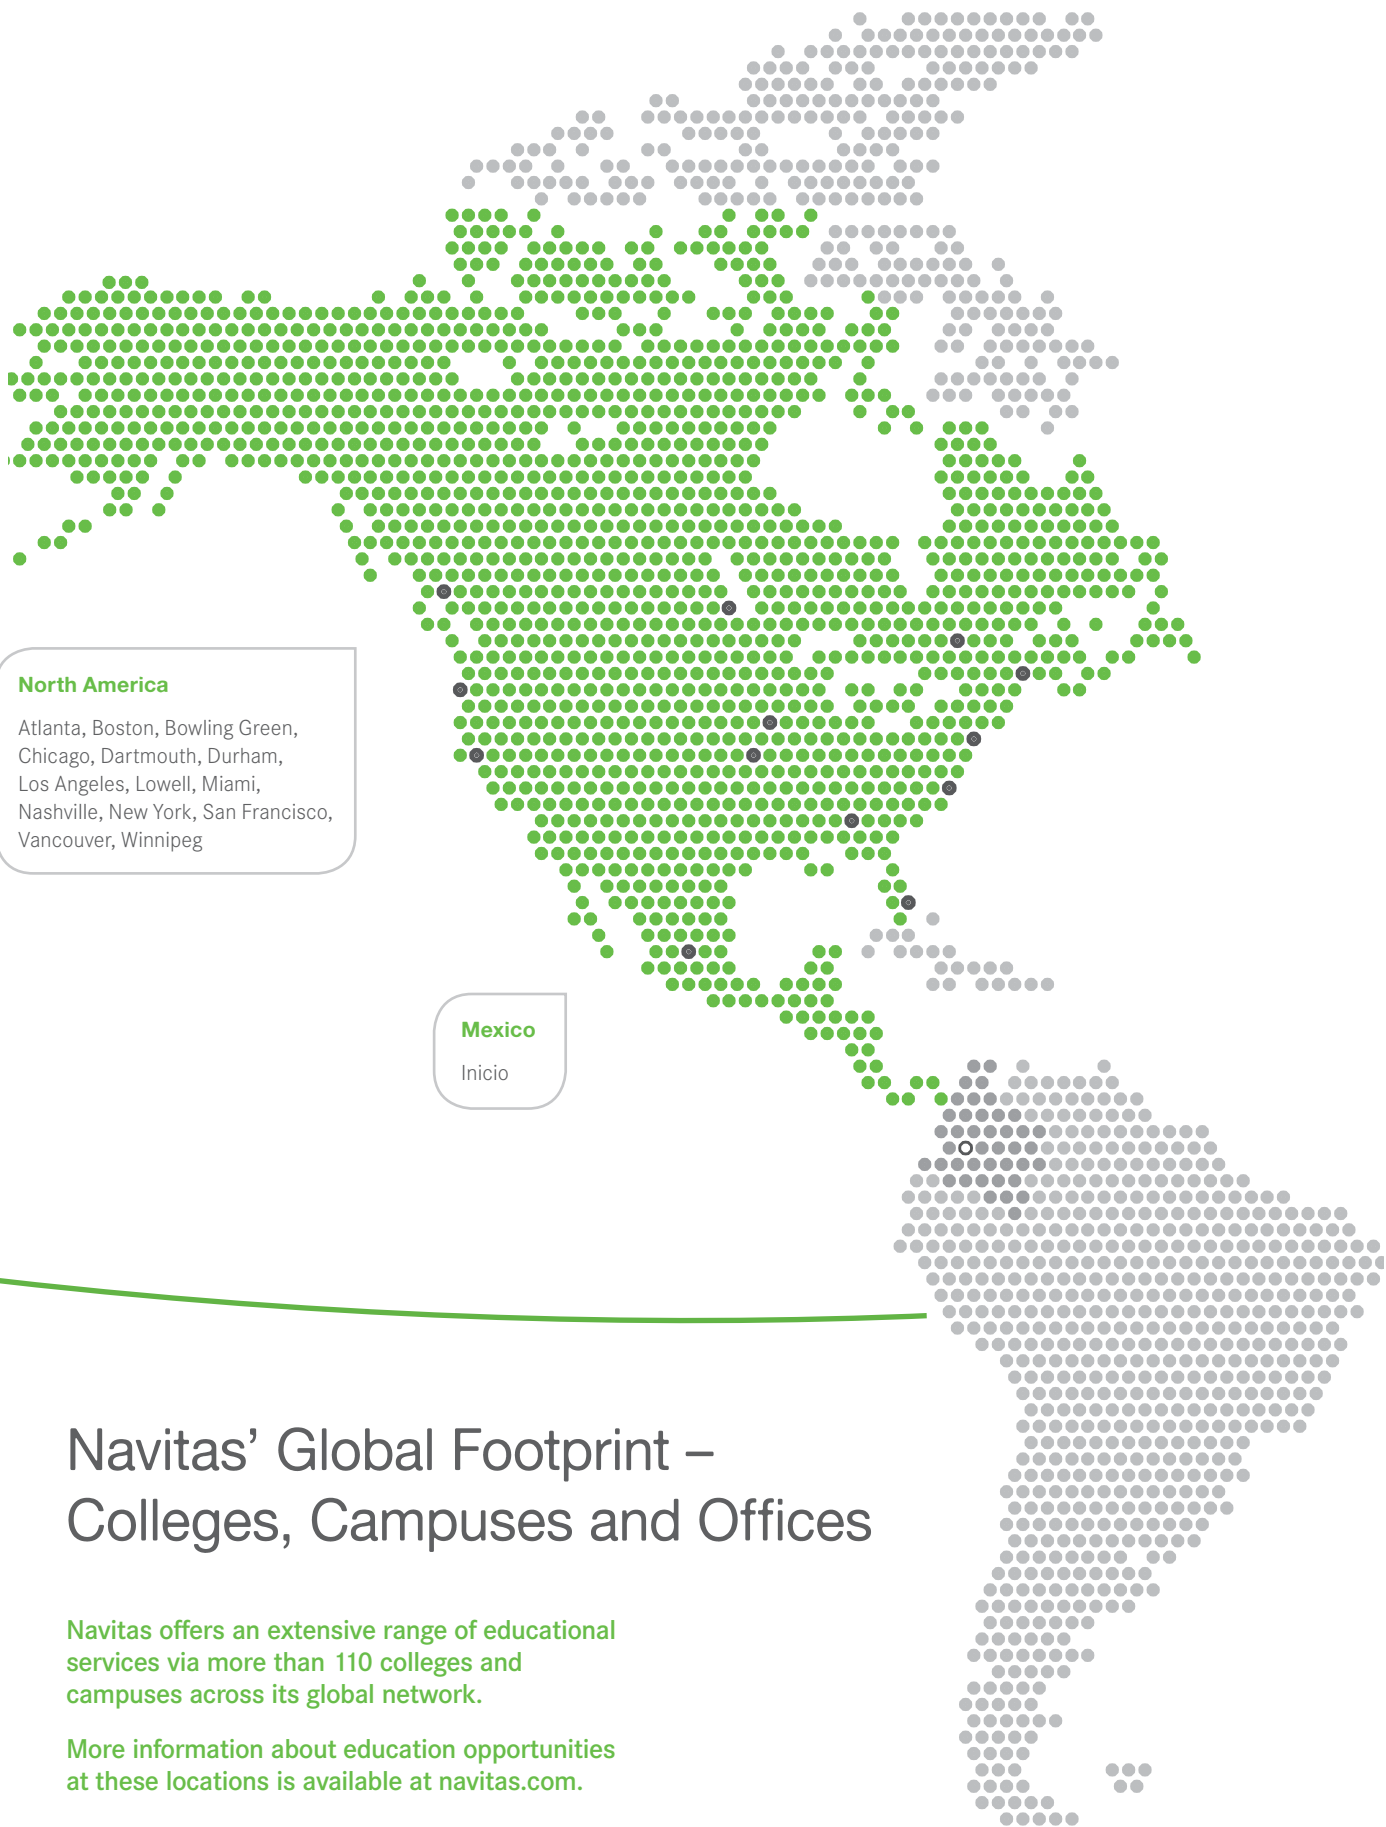 North America
Atlanta, Boston, Bowling Green,
Chicago, Dartmouth, Durham,
Los Angeles, Lowell, Miami,
Nashville, New York, San Francisco,
Vancouver, Winnipeg
Mexico
Inicio
Navitas’ Global Footprint –
Colleges, Campuses and Offices
Navitas offers an extensive range of educational
services via more than 110 colleges and
campuses across its global network.
More information about education opportunities
at these locations is available at navitas.com.